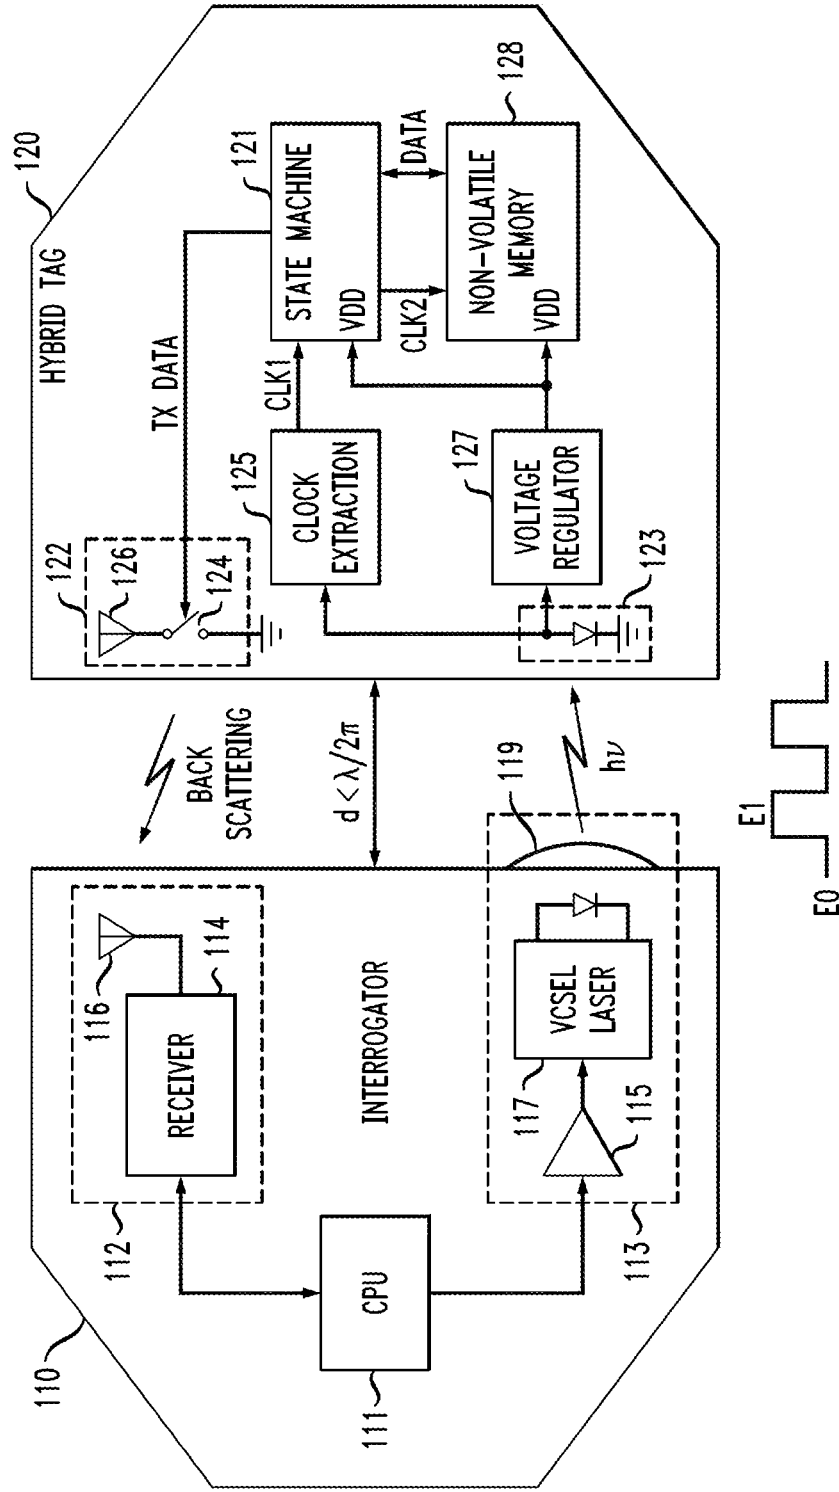 110
112
116
114
RECEIVER
CPU
111
INTERROGATOR
113
115
117
VCSEL
LASER
119
BACK
SCATTERING
d < λ/2π
hν
E0
E1
HYBRID TAG
120
122
126
124
TX DATA
125
CLOCK
EXTRACTION
CLK1
121
STATE MACHINE
VDD
CLK2
DATA
123
127
VOLTAGE
REGULATOR
128
NON-VOLATILE
MEMORY
VDD